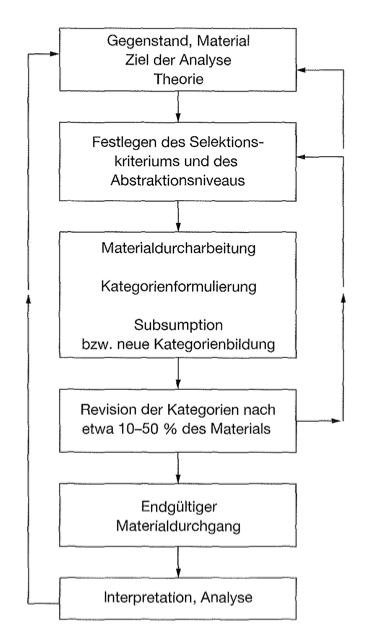 Gegenstand, Material
Ziel der Analyse
Theorie
Festlegen des Selektions-
kriteriums und des
Abstraktionsniveaus
Materialdurcharbeitung
Kategorienformulierung
Subsumption
bzw. neue Kategorienbildung
Revision der Kategorien nach
etwa 10–50 % des Materials
Endgültiger
Materialdurchgang
Interpretation, Analyse